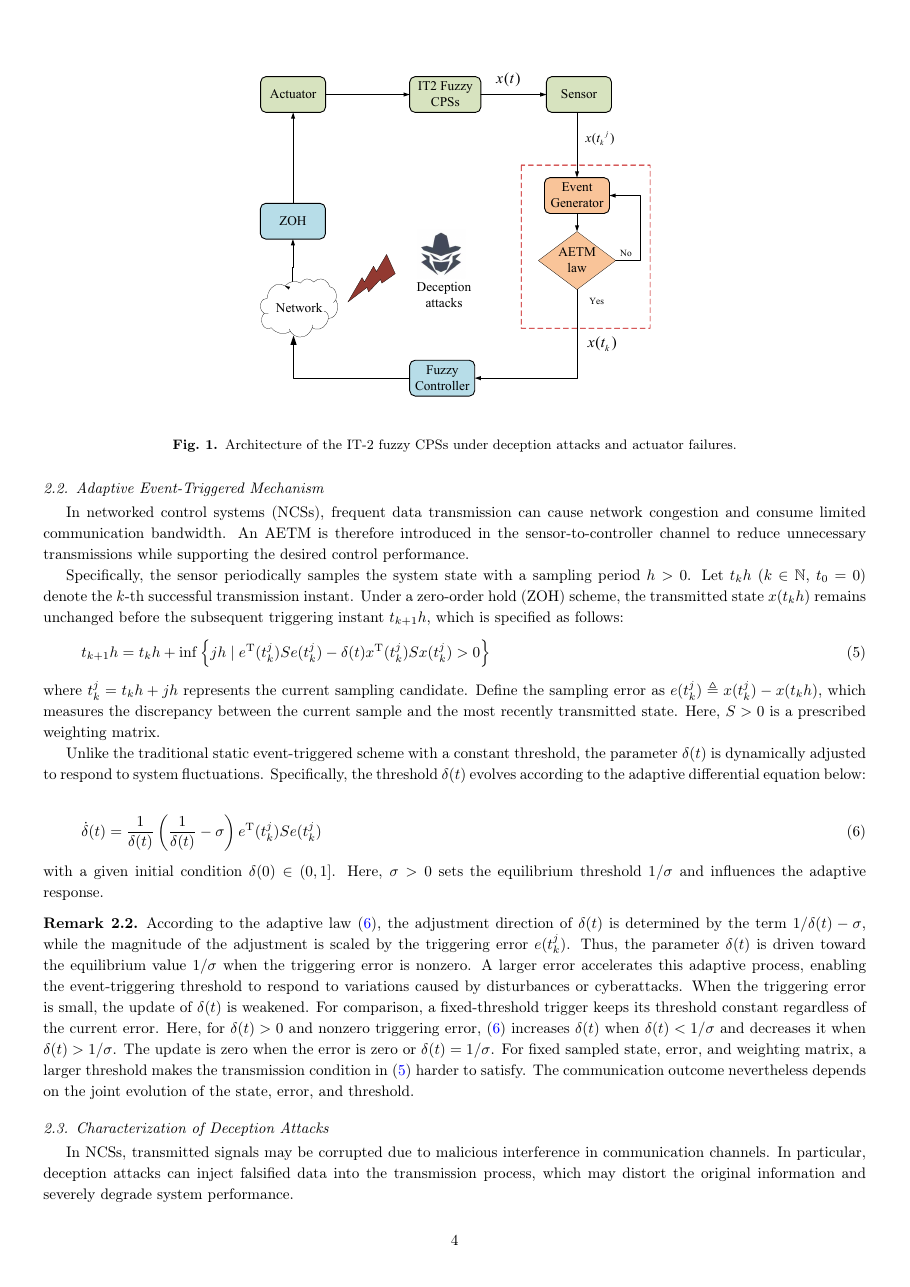 Actuator
IT2 Fuzzy
CPSs
x(t)
Sensor
x(t_k^j)
Event
Generator
ZOH
AETM
law
No
Deception
attacks
Yes
Network
x(t_k)
Fuzzy
Controller
Fig. 1. Architecture of the IT-2 fuzzy CPSs under deception attacks and actuator failures.
2.2. Adaptive Event-Triggered Mechanism
In networked control systems (NCSs), frequent data transmission can cause network congestion and consume limited
communication bandwidth. An AETM is therefore introduced in the sensor-to-controller channel to reduce unnecessary
transmissions while supporting the desired control performance.
Specifically, the sensor periodically samples the system state with a sampling period h > 0. Let t_k h (k ∈ ℕ, t_0 = 0)
denote the k-th successful transmission instant. Under a zero-order hold (ZOH) scheme, the transmitted state x(t_k h) remains
unchanged before the subsequent triggering instant t_{k+1}h, which is specified as follows:
t_{k+1}h = t_k h + inf { jh | e^T(t_k^j)Se(t_k^j) − δ(t)x^T(t_k^j)Sx(t_k^j) > 0 } (5)
where t_k^j = t_k h + jh represents the current sampling candidate. Define the sampling error as e(t_k^j) ≜ x(t_k^j) − x(t_k h), which
measures the discrepancy between the current sample and the most recently transmitted state. Here, S > 0 is a prescribed
weighting matrix.
Unlike the traditional static event-triggered scheme with a constant threshold, the parameter δ(t) is dynamically adjusted
to respond to system fluctuations. Specifically, the threshold δ(t) evolves according to the adaptive differential equation below:
δ̇(t) = 1/δ(t) (1/δ(t) − σ) e^T(t_k^j)Se(t_k^j) (6)
with a given initial condition δ(0) ∈ (0, 1]. Here, σ > 0 sets the equilibrium threshold 1/σ and influences the adaptive
response.
Remark 2.2. According to the adaptive law (6), the adjustment direction of δ(t) is determined by the term 1/δ(t) − σ,
while the magnitude of the adjustment is scaled by the triggering error e(t_k^j). Thus, the parameter δ(t) is driven toward
the equilibrium value 1/σ when the triggering error is nonzero. A larger error accelerates this adaptive process, enabling
the event-triggering threshold to respond to variations caused by disturbances or cyberattacks. When the triggering error
is small, the update of δ(t) is weakened. For comparison, a fixed-threshold trigger keeps its threshold constant regardless of
the current error. Here, for δ(t) > 0 and nonzero triggering error, (6) increases δ(t) when δ(t) < 1/σ and decreases it when
δ(t) > 1/σ. The update is zero when the error is zero or δ(t) = 1/σ. For fixed sampled state, error, and weighting matrix, a
larger threshold makes the transmission condition in (5) harder to satisfy. The communication outcome nevertheless depends
on the joint evolution of the state, error, and threshold.
2.3. Characterization of Deception Attacks
In NCSs, transmitted signals may be corrupted due to malicious interference in communication channels. In particular,
deception attacks can inject falsified data into the transmission process, which may distort the original information and
severely degrade system performance.
4